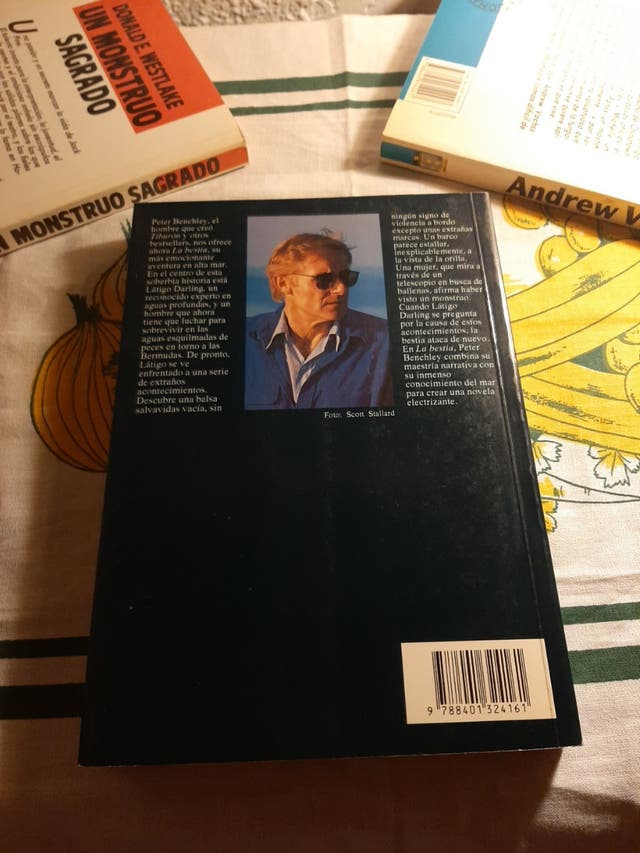 DONALD E. WESTLAKE
UN MONSTRUO
SAGRADO
N MONSTRUO SAGRADO
Andrew V
Peter Benchley, el
hombre que creó
Tiburón y otros
bestsellers, nos ofrece
ahora La bestia, su
más emocionante
aventura en alta mar.
En el centro de esta
soberbia historia está
Látigo Darling, un
reconocido experto en
aguas profundas, y un
hombre que ahora
tiene que luchar para
sobrevivir en las
aguas esquilmadas de
peces en torno a las
Bermudas. De pronto,
Látigo se ve
enfrentado a una serie
de extraños
acontecimientos.
Descubre una balsa
salvavidas vacía, sin
ningún signo de
violencia a bordo
excepto unas extrañas
marcas. Un barco
parece estallar,
inexplicablemente, a
la vista de la orilla.
Una mujer, que mira a
través de un
telescopio en busca de
ballenas, afirma haber
visto un monstruo.
Cuando Látigo
Darling se pregunta
por la causa de estos
acontecimientos, la
bestia ataca de nuevo.
En La bestia, Peter
Benchley combina su
maestría narrativa con
su inmenso
conocimiento del mar
para crear una novela
electrizante.
Foto: Scott Stallard
9 788401 324161